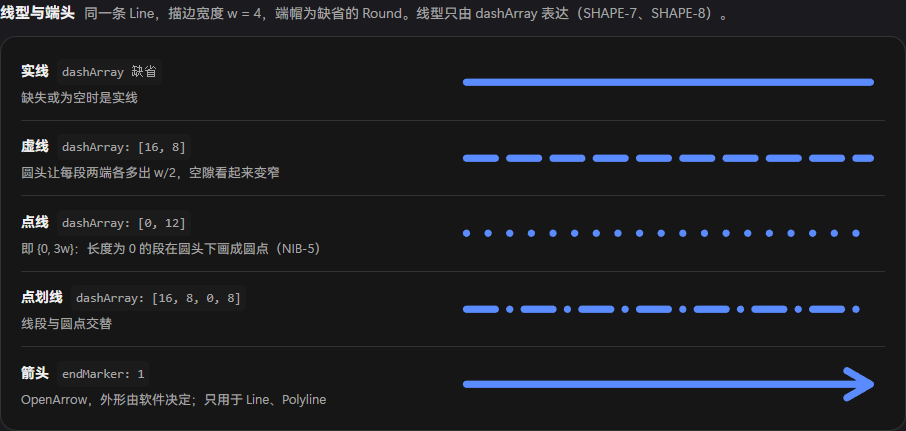 线型与端头 同一条 Line，描边宽度 w = 4，端帽为缺省的 Round。线型只由 dashArray 表达（SHAPE-7、SHAPE-8）。
实线 dashArray 缺省
缺失或为空时是实线
虚线 dashArray: [16, 8]
圆头让每段两端各多出 w/2，空隙看起来变窄
点线 dashArray: [0, 12]
即 {0, 3w}：长度为 0 的段在圆头下画成圆点（NIB-5）
点划线 dashArray: [16, 8, 0, 8]
线段与圆点交替
箭头 endMarker: 1
OpenArrow，外形由软件决定；只用于 Line、Polyline